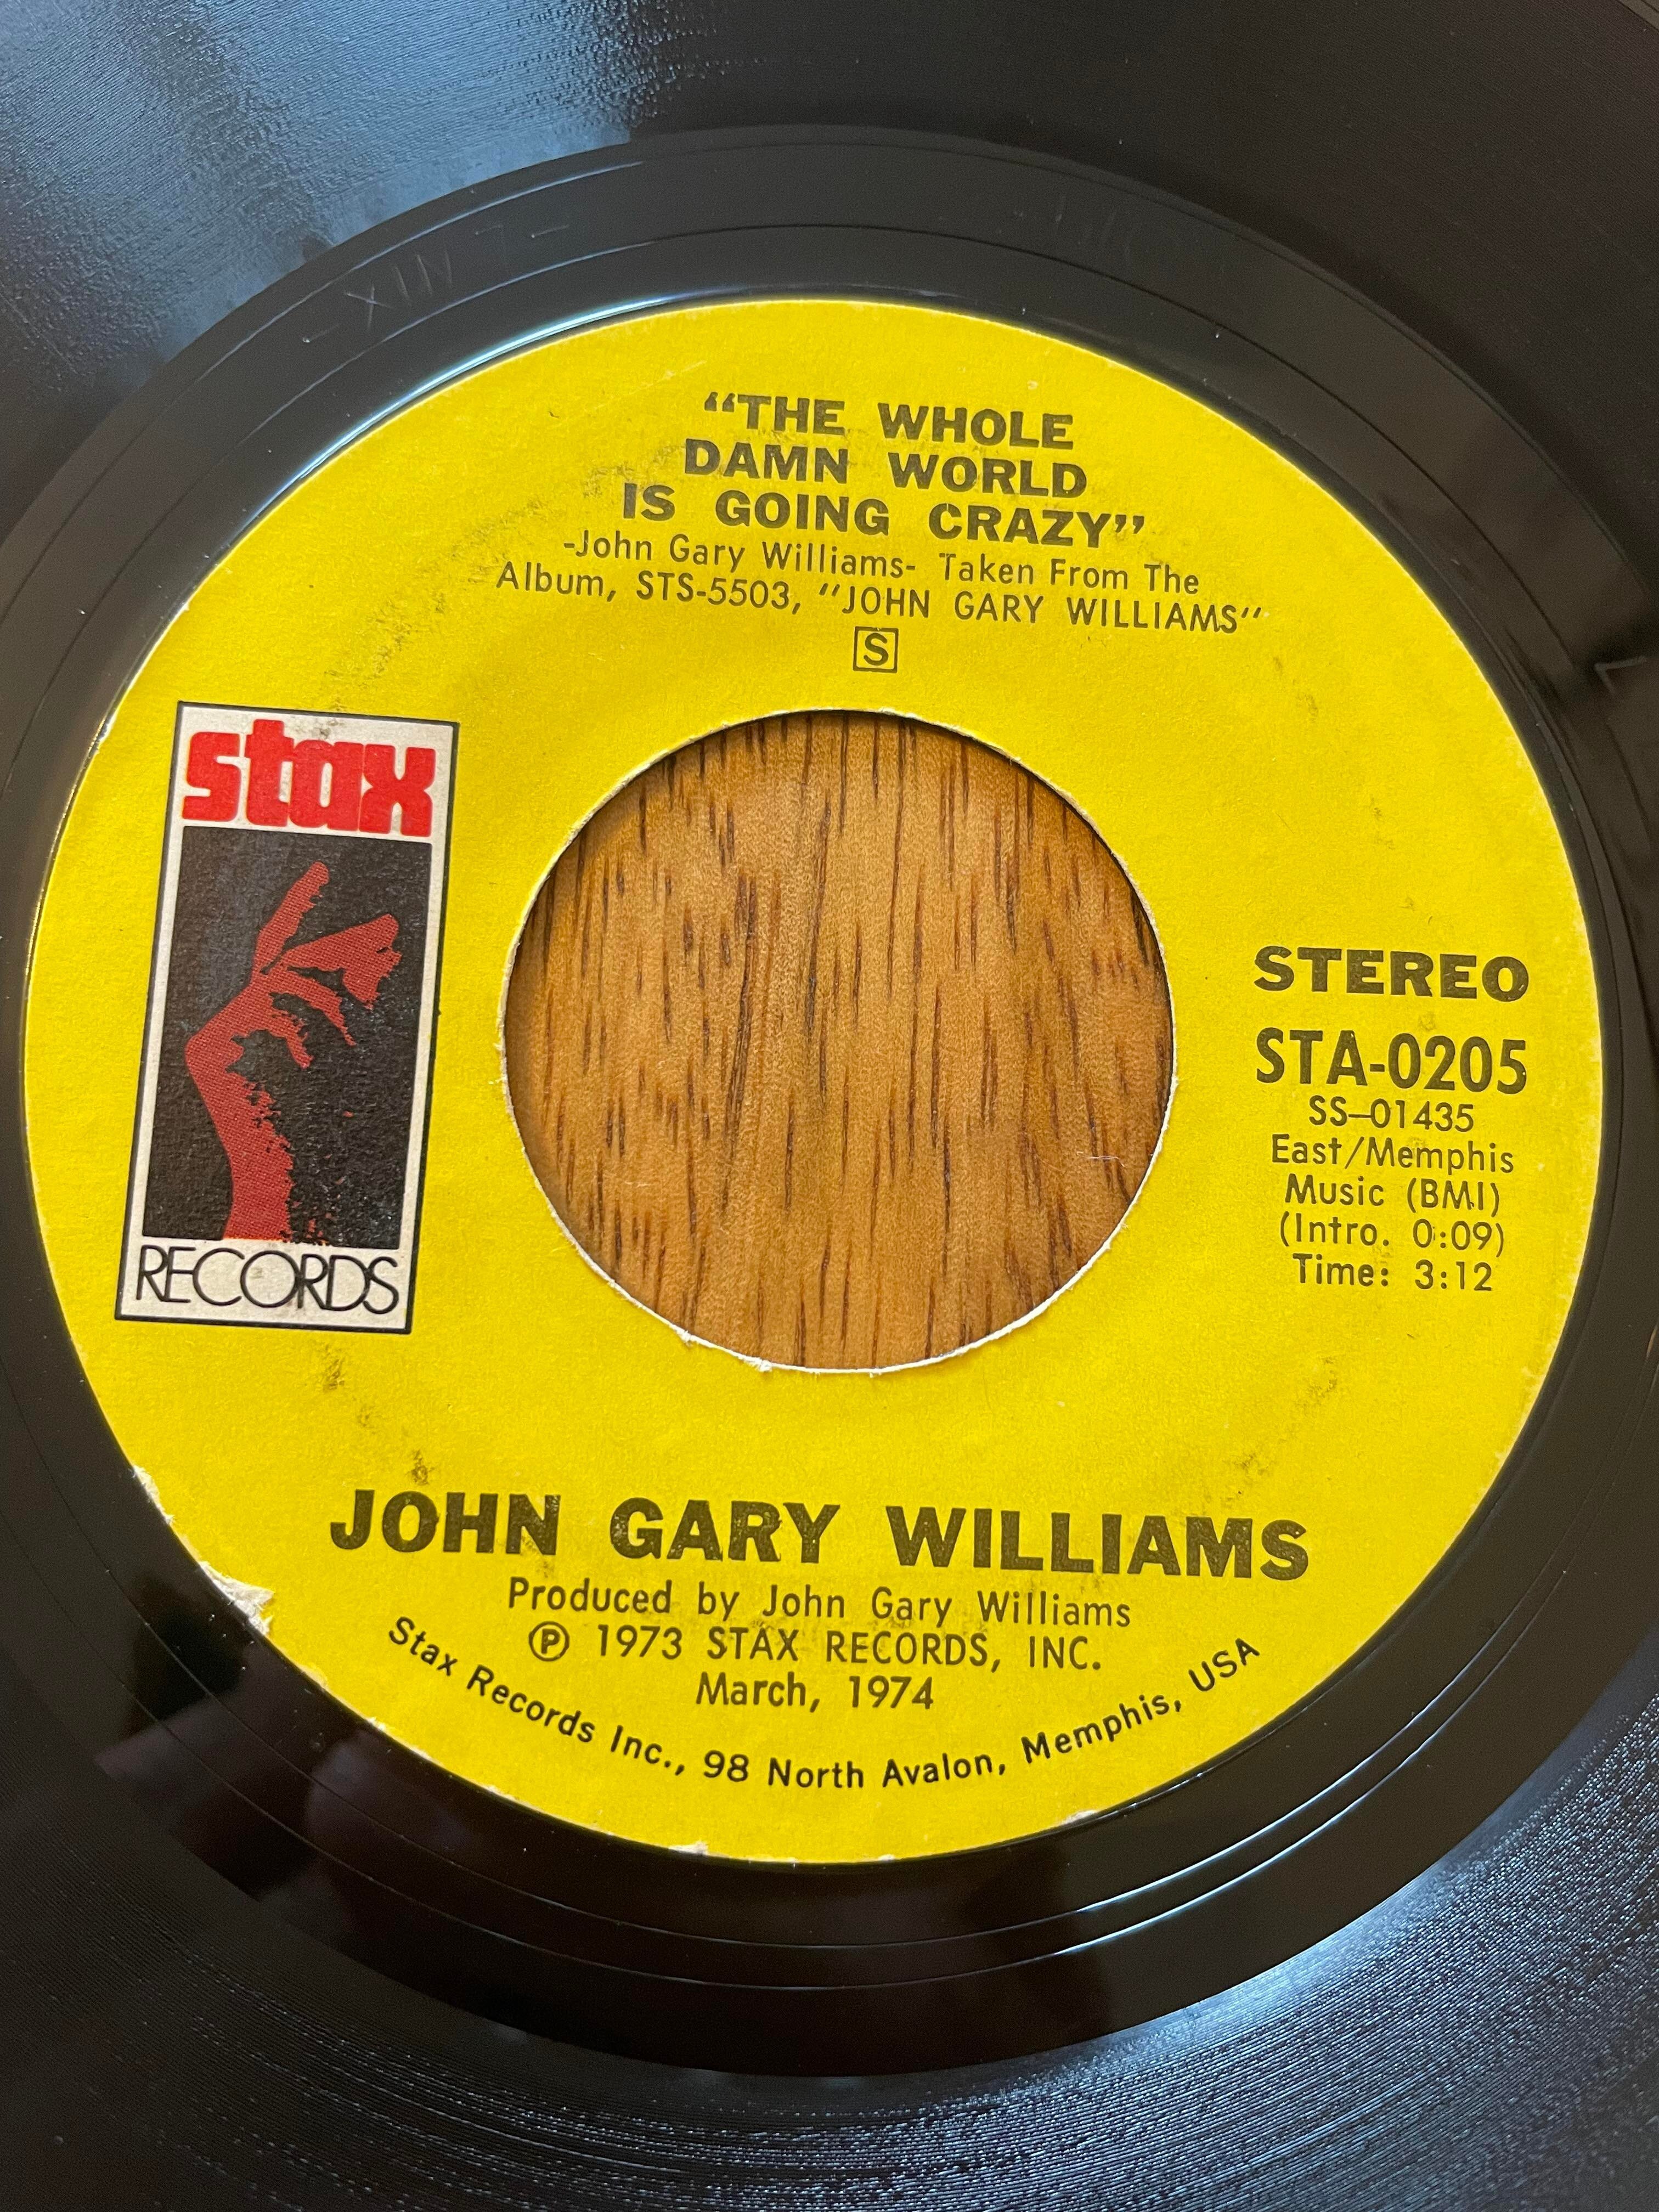 “THE WHOLE
DAMN WORLD
IS GOING CRAZY”
-John Gary Williams- Taken From The
Album, STS-5503, “JOHN GARY WILLIAMS”
S
stax
RECORDS
STEREO
STA-0205
SS-01435
East/Memphis
Music (BMI)
(Intro. 0:09)
Time: 3:12
JOHN GARY WILLIAMS
Produced by John Gary Williams
℗ 1973 STAX RECORDS, INC.
March, 1974
Stax Records Inc., 98 North Avalon, Memphis, USA